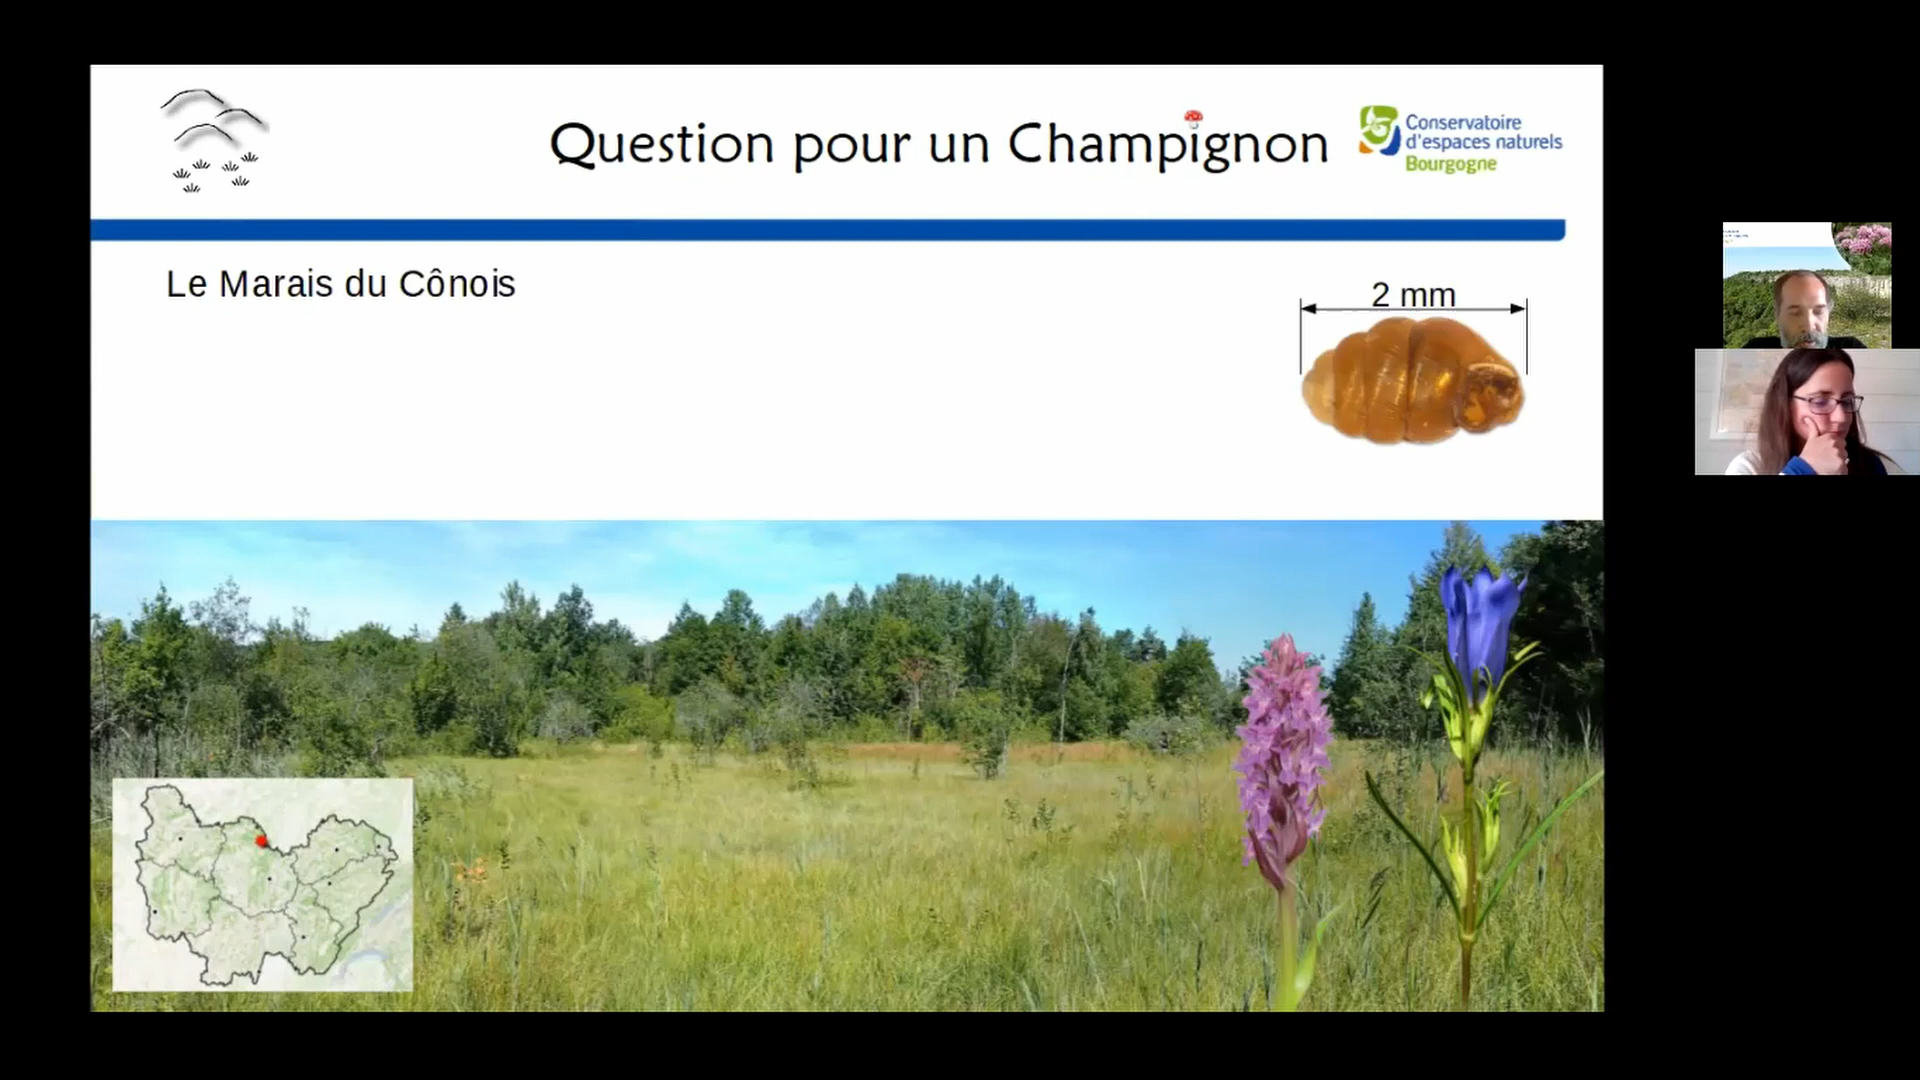 Question pour un Champignon
Conservatoire
d'espaces naturels
Bourgogne
Le Marais du Cônois
2 mm